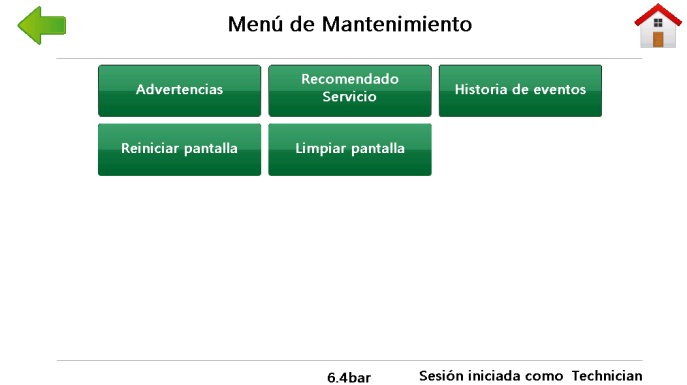 Menú de Mantenimiento
Advertencias
Recomendado
Servicio
Historia de eventos
Reiniciar pantalla
Limpiar pantalla
6.4bar
Sesión iniciada como Technician